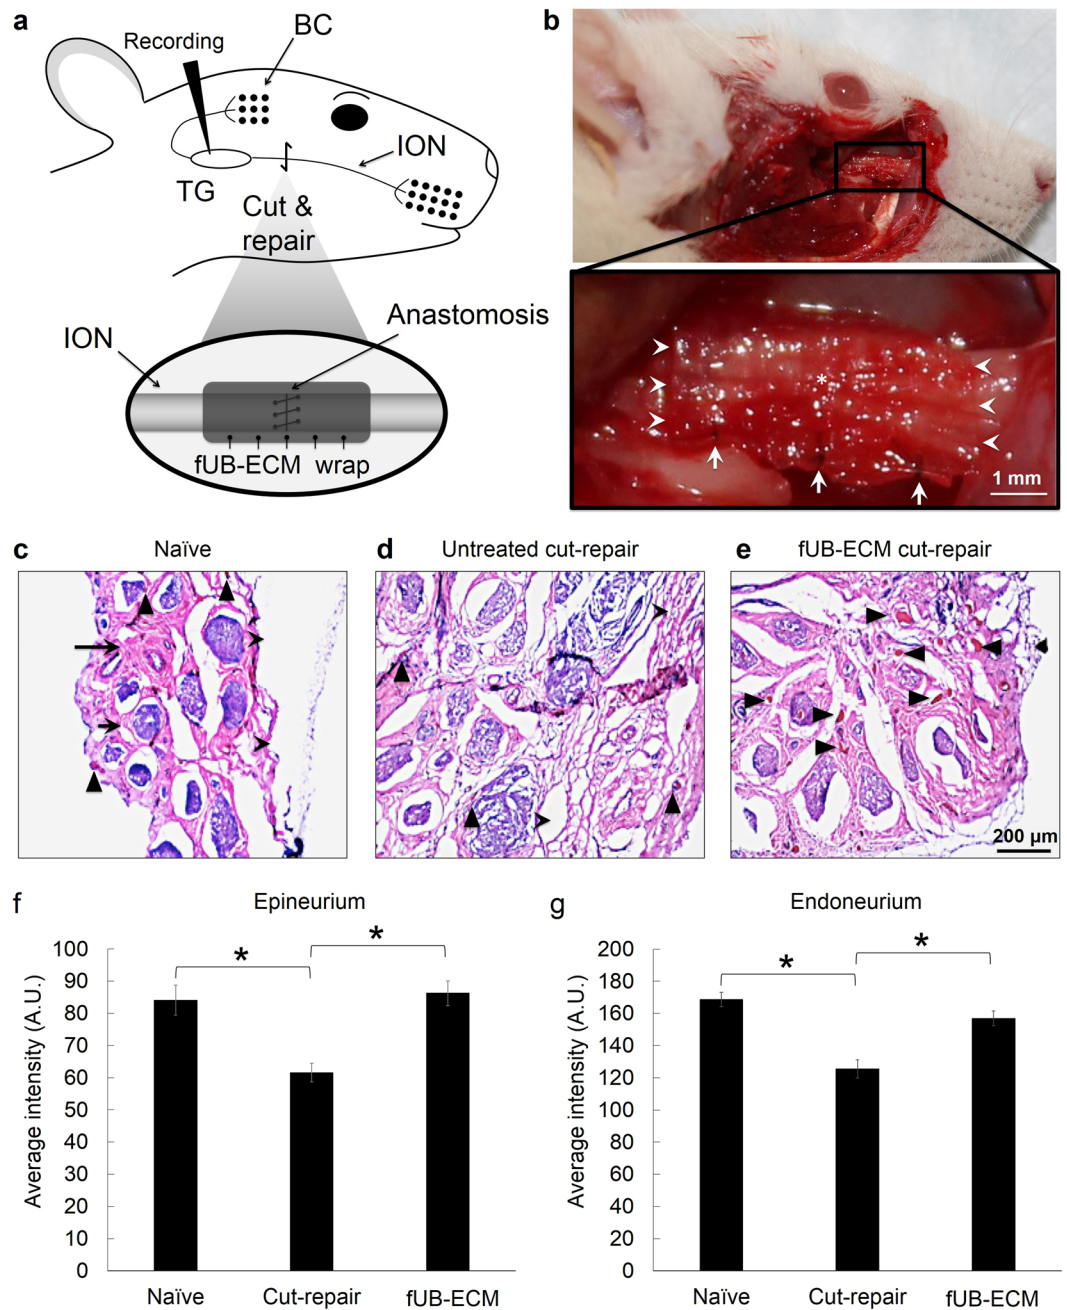 a
Recording
BC
ION
TG
Cut &
repair
Anastomosis
ION
fUB-ECM wrap
b
*
1 mm
c
Naïve
d
Untreated cut-repair
e
fUB-ECM cut-repair
200 µm
f
Epineurium
Average intensity (A.U.)
100
90
80
70
60
50
40
30
20
10
0
*
*
Naïve
Cut-repair
fUB-ECM
g
Endoneurium
Average intensity (A.U.)
200
180
160
140
120
100
80
60
40
20
0
*
*
Naïve
Cut-repair
fUB-ECM